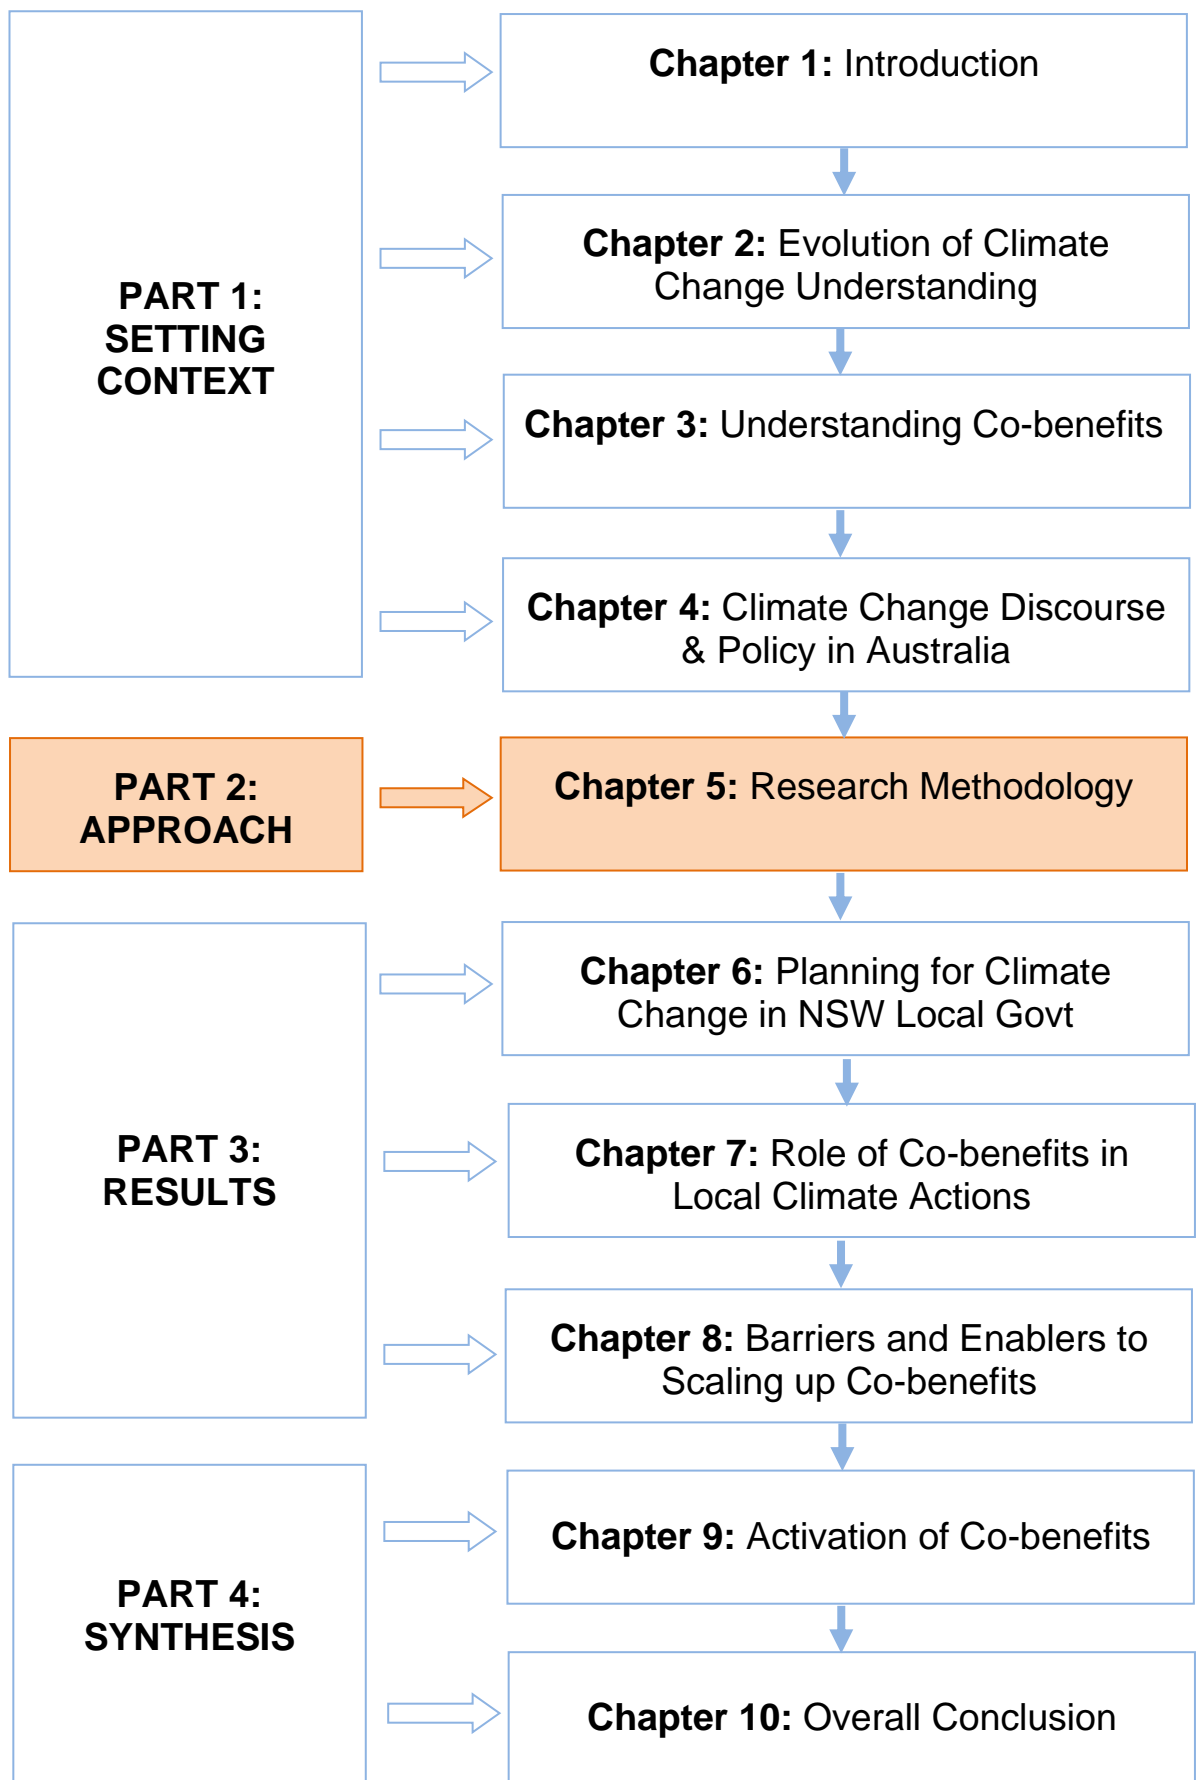 PART 1:
SETTING
CONTEXT
Chapter 1: Introduction
Chapter 2: Evolution of Climate
Change Understanding
Chapter 3: Understanding Co-benefits
Chapter 4: Climate Change Discourse
& Policy in Australia
PART 2:
APPROACH
Chapter 5: Research Methodology
PART 3:
RESULTS
Chapter 6: Planning for Climate
Change in NSW Local Govt
Chapter 7: Role of Co-benefits in
Local Climate Actions
Chapter 8: Barriers and Enablers to
Scaling up Co-benefits
PART 4:
SYNTHESIS
Chapter 9: Activation of Co-benefits
Chapter 10: Overall Conclusion